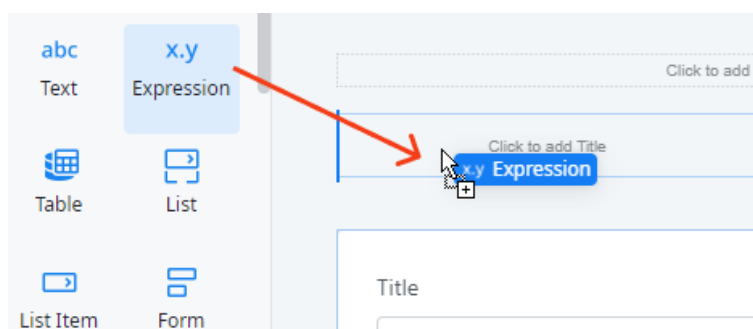 abc
x.y
Text
Expression
Click to add
Click to add Title
x.y Expression
Table
List
Title
List Item
Form